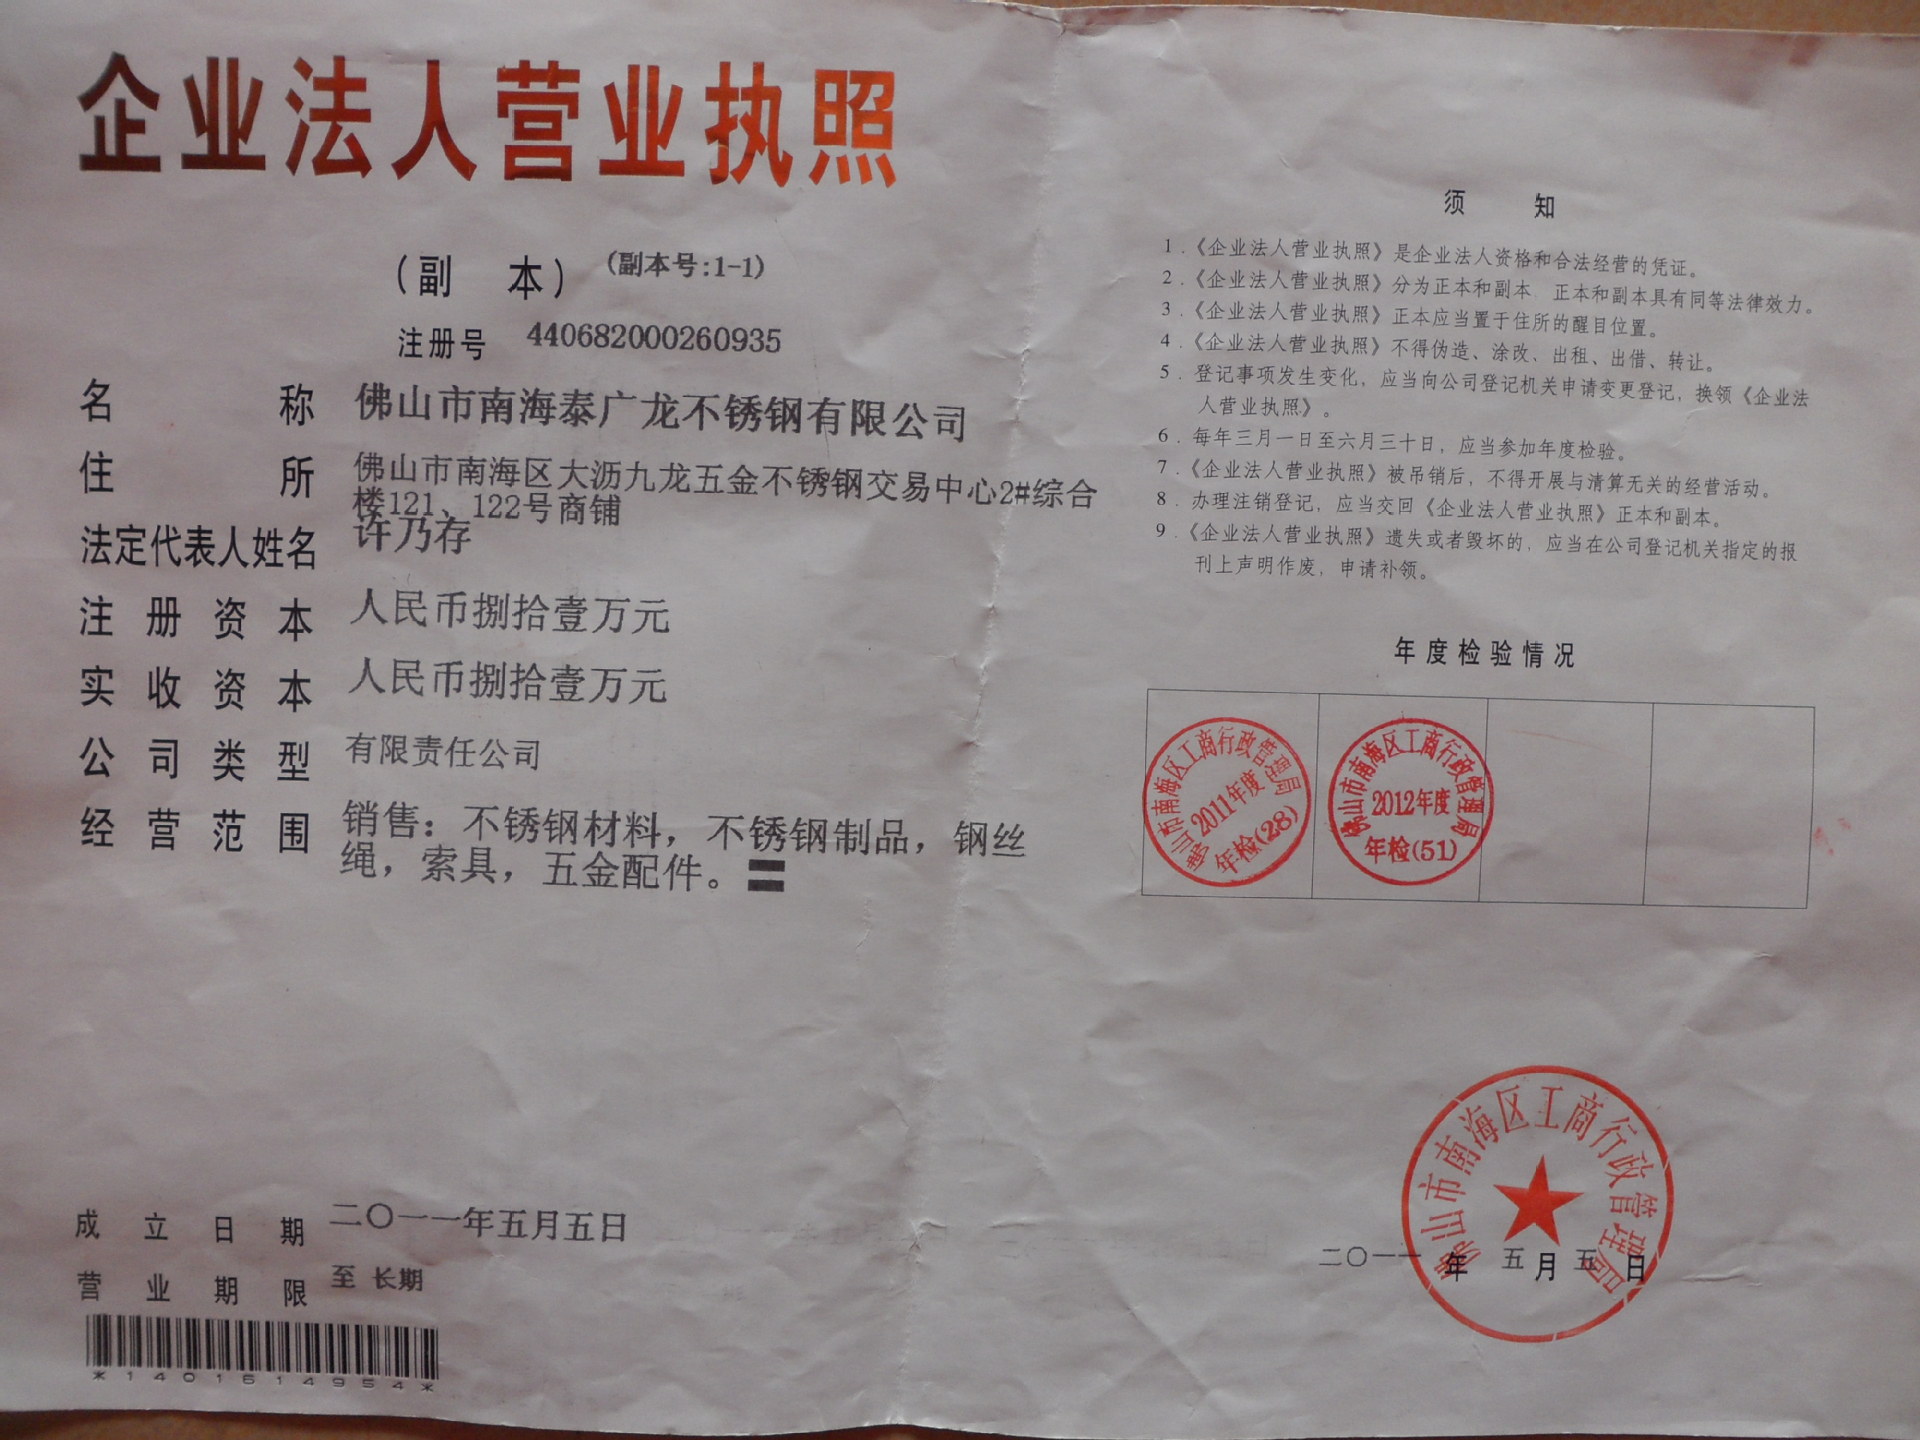 企业法人营业执照
(副 本) (副本号:1-1)
注册号 440682000260935
名 称 佛山市南海泰广龙不锈钢有限公司
住 所 佛山市南海区大沥九龙五金不锈钢交易中心2#综合
楼121、122号商铺
法定代表人姓名 许乃存
注册资本 人民币捌拾壹万元
实收资本 人民币捌拾壹万元
公司类型 有限责任公司
经营范围 销售：不锈钢材料，不锈钢制品，钢丝
绳，索具，五金配件。
成立日期 二〇一一年五月五日
营业期限 至 长期
*1401614954*
须 知
1.《企业法人营业执照》是企业法人资格和合法经营的凭证。
2.《企业法人营业执照》分为正本和副本，正本和副本具有同等法律效力。
3.《企业法人营业执照》正本应当置于住所的醒目位置。
4.《企业法人营业执照》不得伪造、涂改、出租、出借、转让。
5.登记事项发生变化，应当向公司登记机关申请变更登记，换领《企业法
人营业执照》。
6.每年三月一日至六月三十日，应当参加年度检验。
7.《企业法人营业执照》被吊销后，不得开展与清算无关的经营活动。
8.办理注销登记，应当交回《企业法人营业执照》正本和副本。
9.《企业法人营业执照》遗失或者毁坏的，应当在公司登记机关指定的报
刊上声明作废，申请补领。
年度检验情况
佛山市南海区工商行政管理局
2011年度
年检(28)
佛山市南海区工商行政管理局
2012年度
年检(51)
佛山市南海区工商行政管理局
二〇一一年五月五日